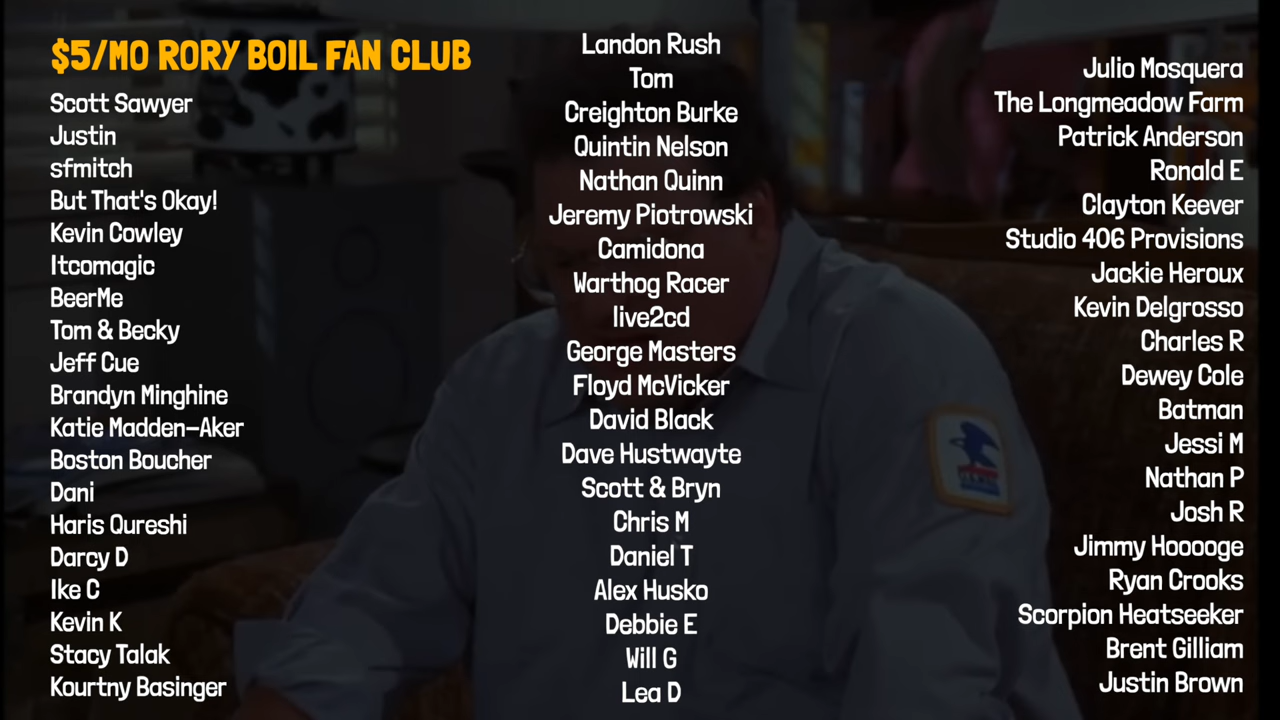 $5/MO RORY BOIL FAN CLUB
Scott Sawyer
Justin
sfmitch
But That's Okay!
Kevin Cowley
Itcomagic
BeerMe
Tom & Becky
Jeff Cue
Brandyn Minghine
Katie Madden-Aker
Boston Boucher
Dani
Haris Qureshi
Darcy D
Ike C
Kevin K
Stacy Talak
Kourtny Basinger
Landon Rush
Tom
Creighton Burke
Quintin Nelson
Nathan Quinn
Jeremy Piotrowski
Camidona
Warthog Racer
live2cd
George Masters
Floyd McVicker
David Black
Dave Hustwayte
Scott & Bryn
Chris M
Daniel T
Alex Husko
Debbie E
Will G
Lea D
Julio Mosquera
The Longmeadow Farm
Patrick Anderson
Ronald E
Clayton Keever
Studio 406 Provisions
Jackie Heroux
Kevin Delgrosso
Charles R
Dewey Cole
Batman
Jessi M
Nathan P
Josh R
Jimmy Hooooge
Ryan Crooks
Scorpion Heatseeker
Brent Gilliam
Justin Brown